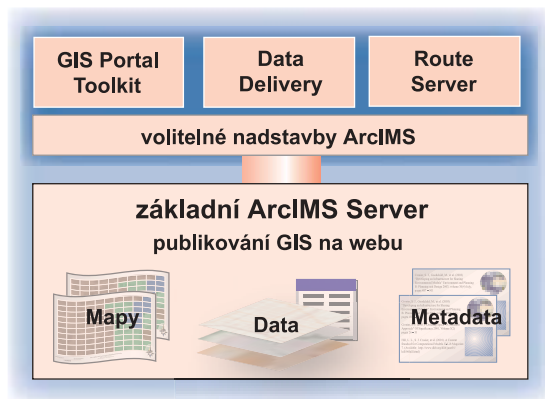 GIS Portal
Toolkit
Data
Delivery
Route
Server
volitelné nadstavby ArcIMS
základní ArcIMS Server
publikování GIS na webu
Mapy
Data
Metadata